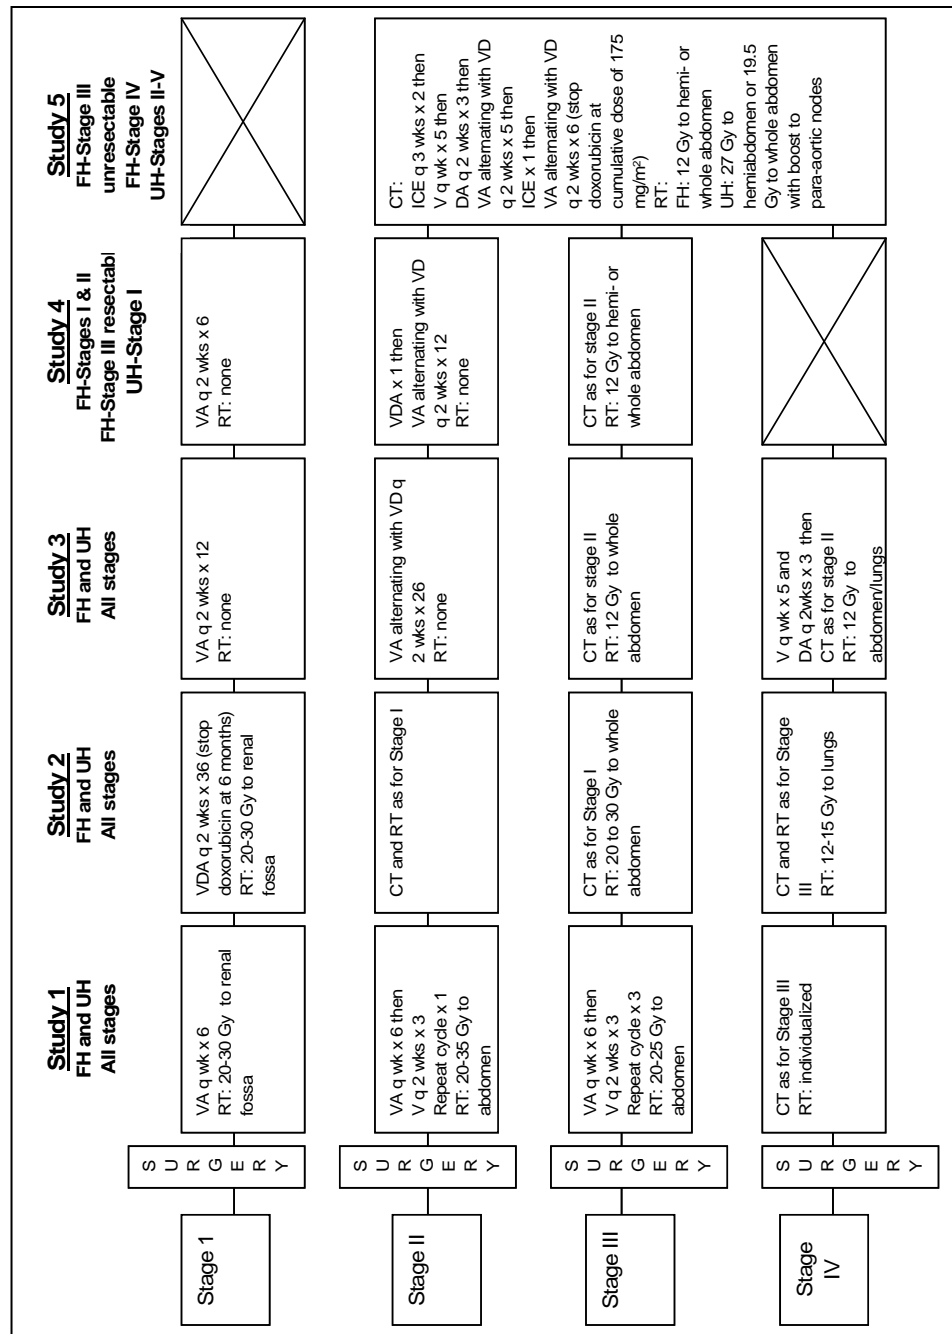 Study 1
FH and UH
All stages
Study 2
FH and UH
All stages
Study 3
FH and UH
All stages
Study 4
FH-Stages I & II
FH-Stage III resectabl
UH-Stage I
Study 5
FH-Stage III
unresectable
FH-Stage IV
UH-Stages II-V
Stage 1
S U R G E R Y
VA q wk x 6
RT: 20-30 Gy to renal
fossa
VDA q 2 wks x 36 (stop
doxorubicin at 6 months)
RT: 20-30 Gy to renal
fossa
VA q 2 wks x 12
RT: none
VA q 2 wks x 6
RT: none
Stage II
S U R G E R Y
VA q wk x 6 then
V q 2 wks x 3
Repeat cycle x 1
RT: 20-35 Gy to
abdomen
CT and RT as for Stage I
VA alternating with VD q
2 wks x 26
RT: none
VDA x 1 then
VA alternating with VD
q 2 wks x 12
RT: none
CT:
ICE q 3 wks x 2 then
V q wk x 5 then
DA q 2 wks x 3 then
VA alternating with VD
q 2 wks x 5 then
ICE x 1 then
VA alternating with VD
q 2 wks x 6 (stop
doxorubicin at
cumulative dose of 175
mg/m²)
RT:
FH: 12 Gy to hemi- or
whole abdomen
UH: 27 Gy to
hemiabdomen or 19.5
Gy to whole abdomen
with boost to
para-aortic nodes
Stage III
S U R G E R Y
VA q wk x 6 then
V q 2 wks x 3
Repeat cycle x 3
RT: 20-25 Gy to
abdomen
CT as for Stage I
RT: 20 to 30 Gy to whole
abdomen
CT as for stage II
RT: 12 Gy to whole
abdomen
CT as for stage II
RT: 12 Gy to hemi- or
whole abdomen
Stage
IV
S U R G E R Y
CT as for Stage III
RT: individualized
CT and RT as for Stage
III
RT: 12-15 Gy to lungs
V q wk x 5 and
DA q 2wks x 3 then
CT as for stage II
RT: 12 Gy to
abdomen/lungs